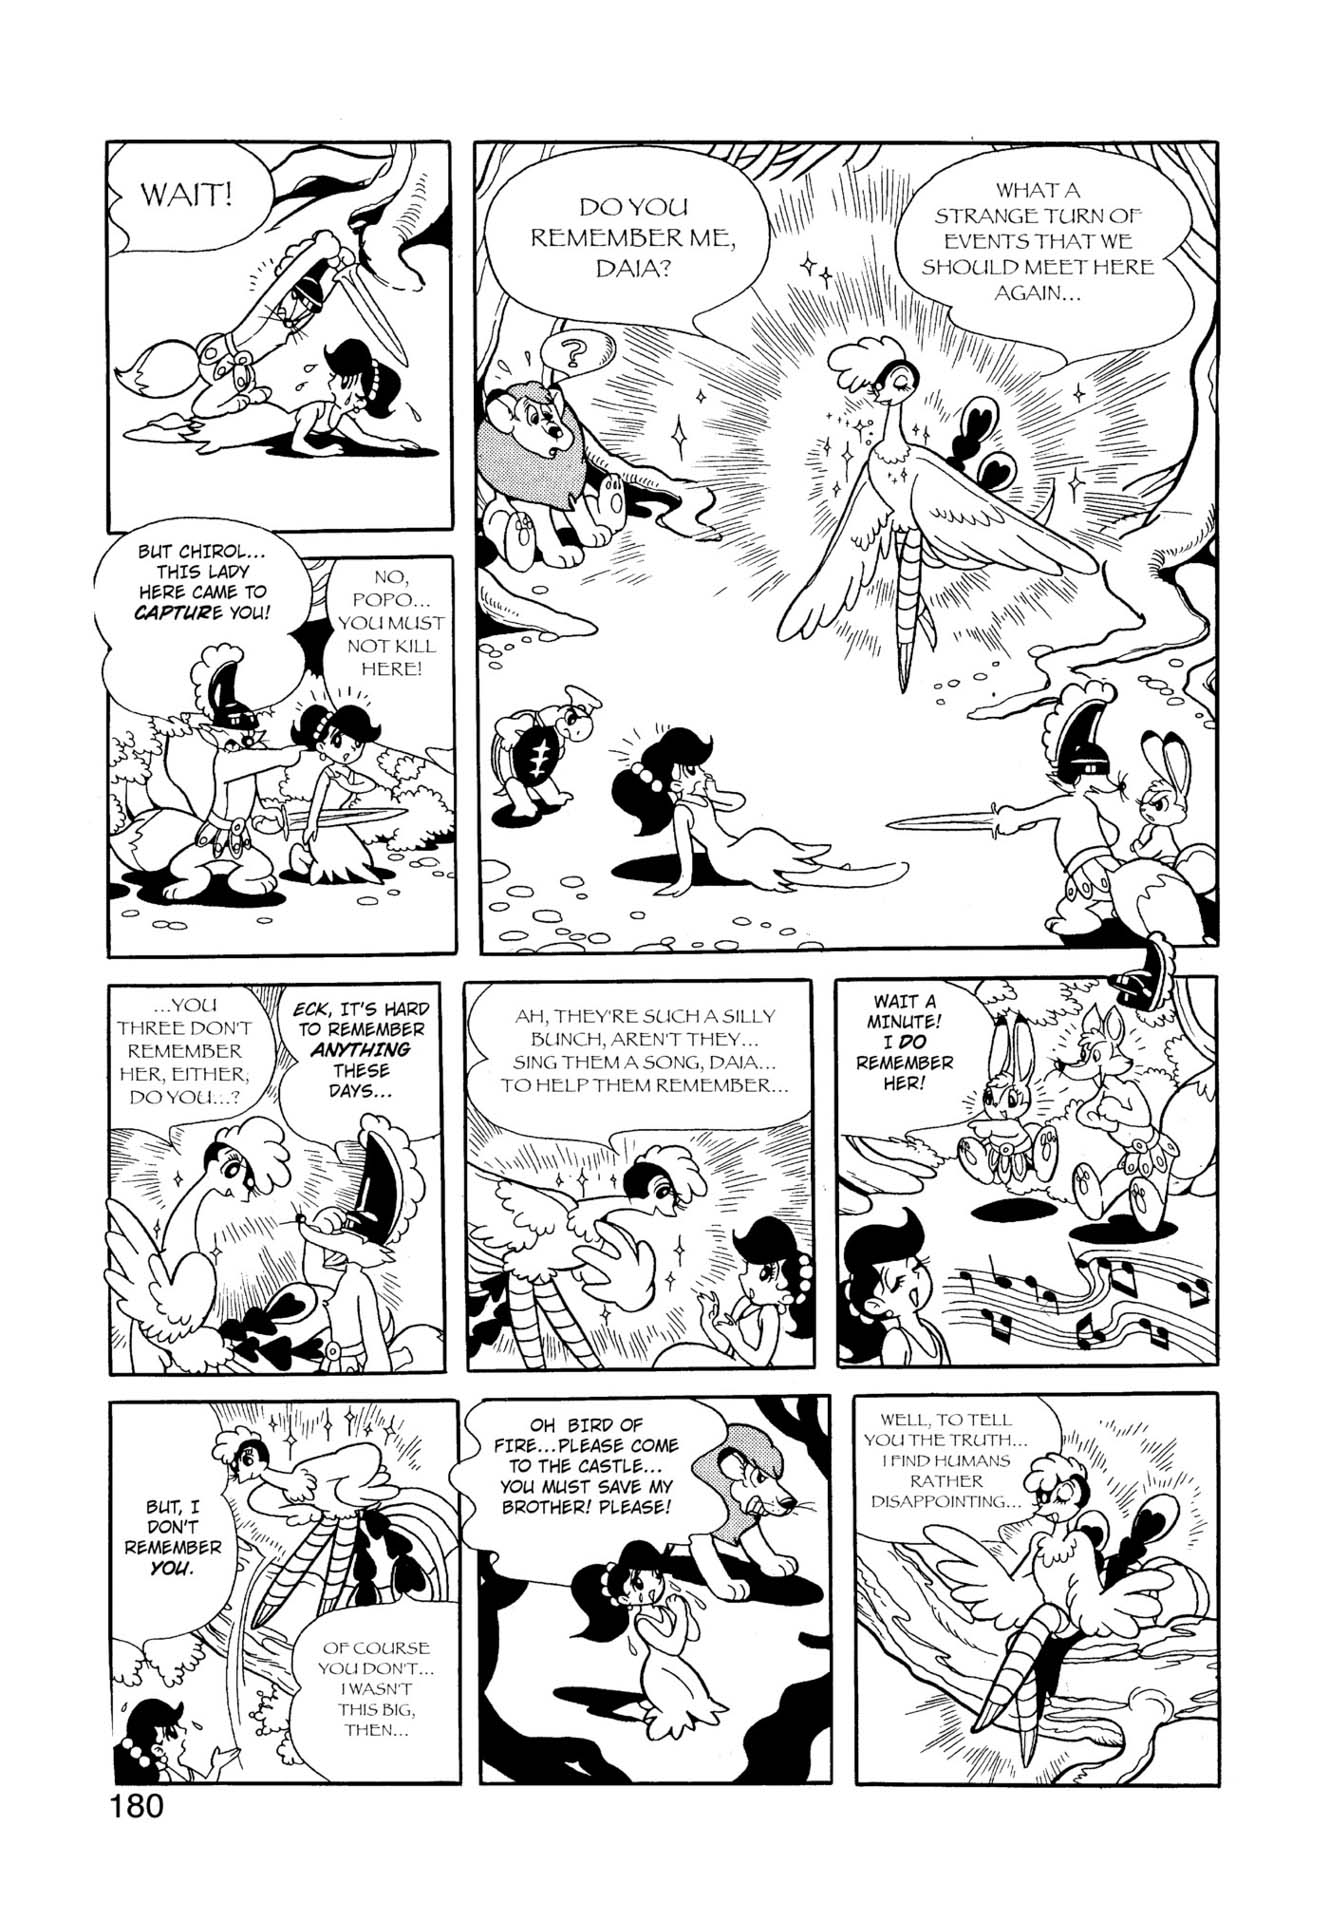 WAIT!
BUT CHIROL...
THIS LADY
HERE CAME TO
CAPTURE YOU!
NO,
POPO...
YOU MUST
NOT KILL
HERE!
DO YOU
REMEMBER ME,
DAIA?
WHAT A
STRANGE TURN OF
EVENTS THAT WE
SHOULD MEET HERE
AGAIN...
?
...YOU
THREE DON'T
REMEMBER
HER, EITHER,
DO YOU...?
ECK, IT'S HARD
TO REMEMBER
ANYTHING
THESE
DAYS...
AH, THEY'RE SUCH A SILLY
BUNCH, AREN'T THEY...
SING THEM A SONG, DAIA...
TO HELP THEM REMEMBER...
WAIT A
MINUTE!
I DO
REMEMBER
HER!
BUT, I
DON'T
REMEMBER
YOU.
OF COURSE
YOU DON'T...
I WASN'T
THIS BIG,
THEN...
OH BIRD OF
FIRE...PLEASE COME
TO THE CASTLE...
YOU MUST SAVE MY
BROTHER! PLEASE!
WELL, TO TELL
YOU THE TRUTH...
I FIND HUMANS
RATHER
DISAPPOINTING...
180